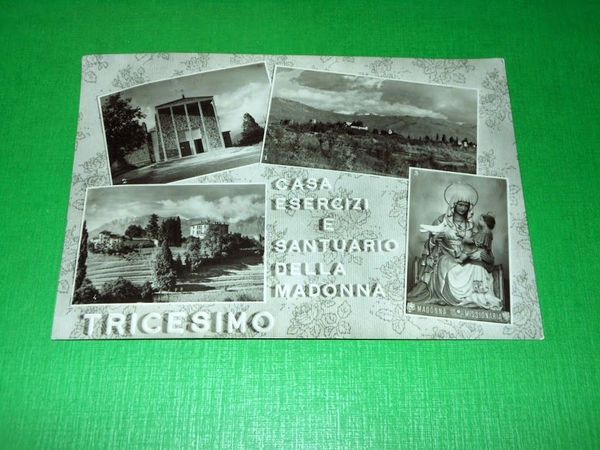 CASA
ESERCIZI
E
SANTUARIO
DELLA
MADONNA
TRICESIMO
MADONNA MISSIONARIA